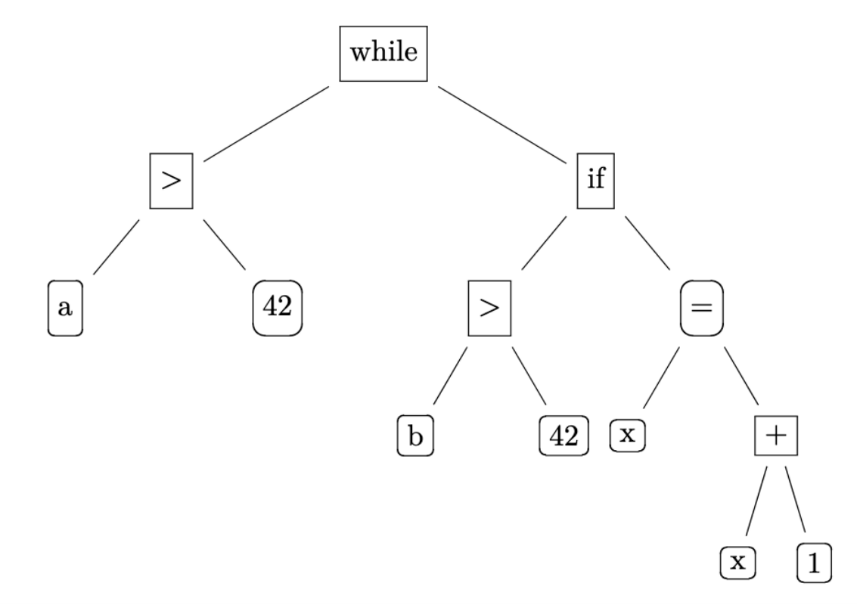 while
> if
a 42 > =
b 42 x +
x 1